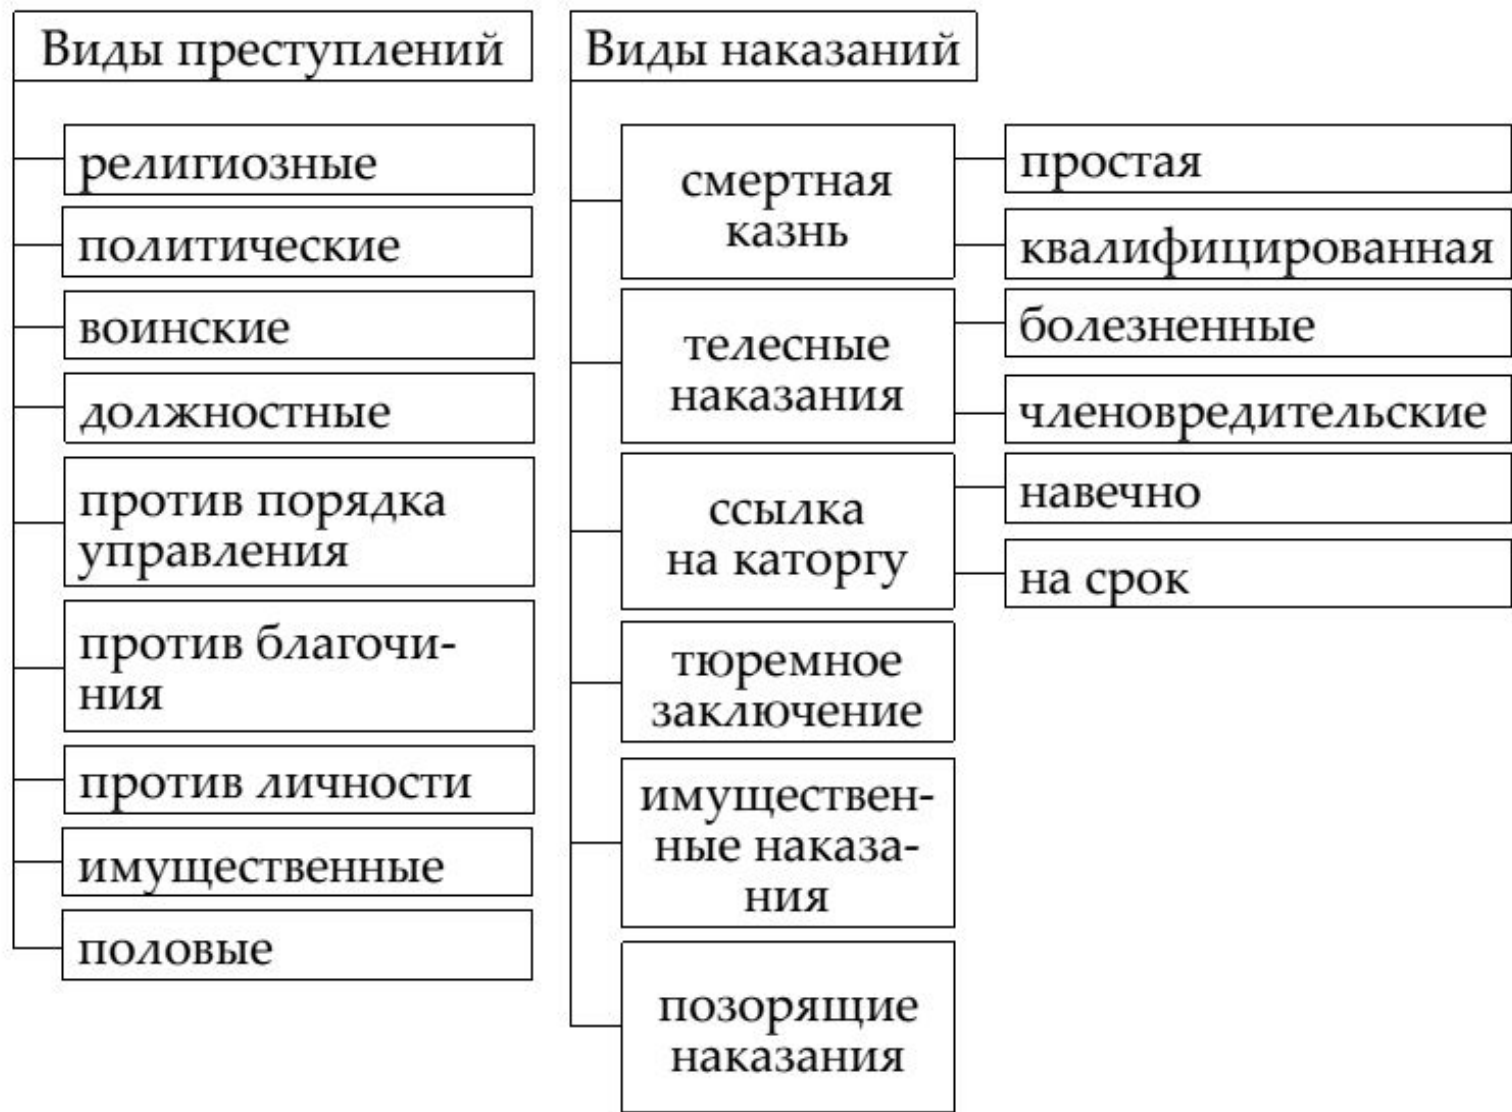 Виды преступлений
религиозные
политические
воинские
должностные
против порядка
управления
против благочи-
ния
против личности
имущественные
половые
Виды наказаний
смертная
казнь
простая
квалифицированная
телесные
наказания
болезненные
членовредительские
ссылка
на каторгу
навечно
на срок
тюремное
заключение
имуществен-
ные наказа-
ния
позорящие
наказания